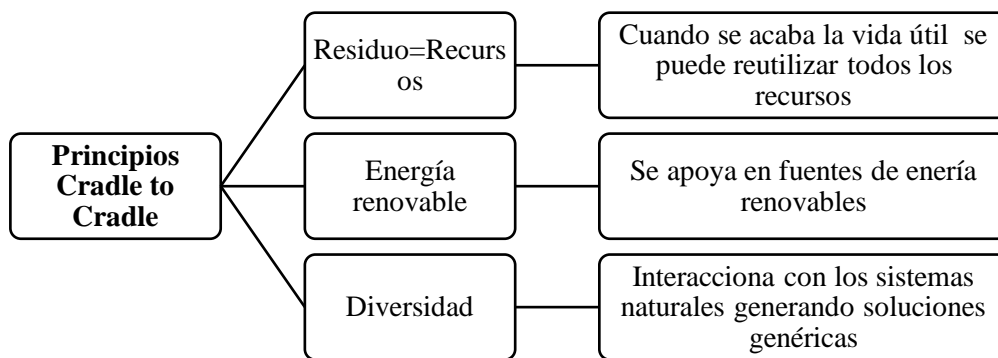 Principios
Cradle to
Cradle
Residuo=Recurs
os
Cuando se acaba la vida útil se
puede reutilizar todos los
recursos
Energía
renovable
Se apoya en fuentes de enería
renovables
Diversidad
Interacciona con los sistemas
naturales generando soluciones
genéricas